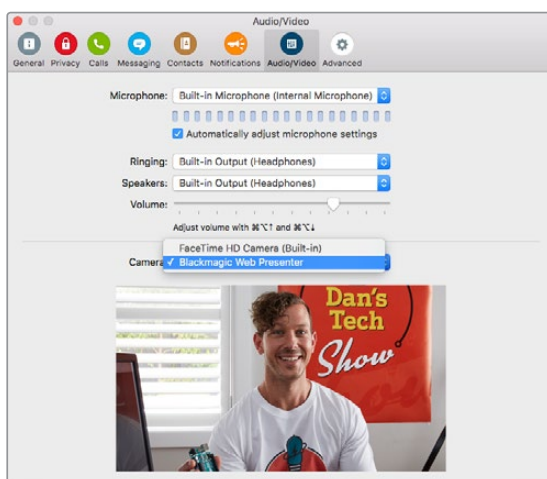 Audio/Video
General Privacy Calls Messaging Contacts Notifications Audio/Video Advanced
Microphone: Built-in Microphone (Internal Microphone)
Automatically adjust microphone settings
Ringing: Built-in Output (Headphones)
Speakers: Built-in Output (Headphones)
Volume:
Adjust volume with ⌘⌥↑ and ⌘⌥↓
FaceTime HD Camera (Built-in)
Camera ✓ Blackmagic Web Presenter
Dan's
Tech
Show